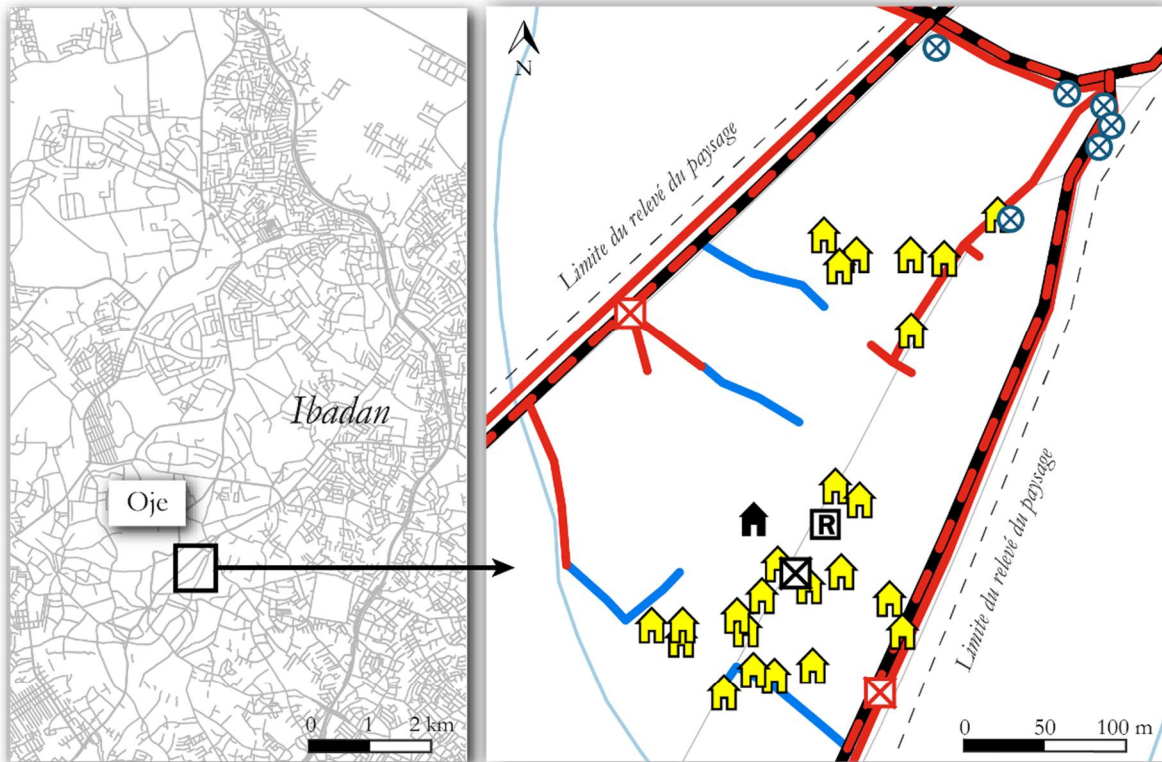 Ibadan
Oje
0 1 2 km
N
Limite du relevé du paysage
R
Limite du relevé du paysage
0 50 100 m